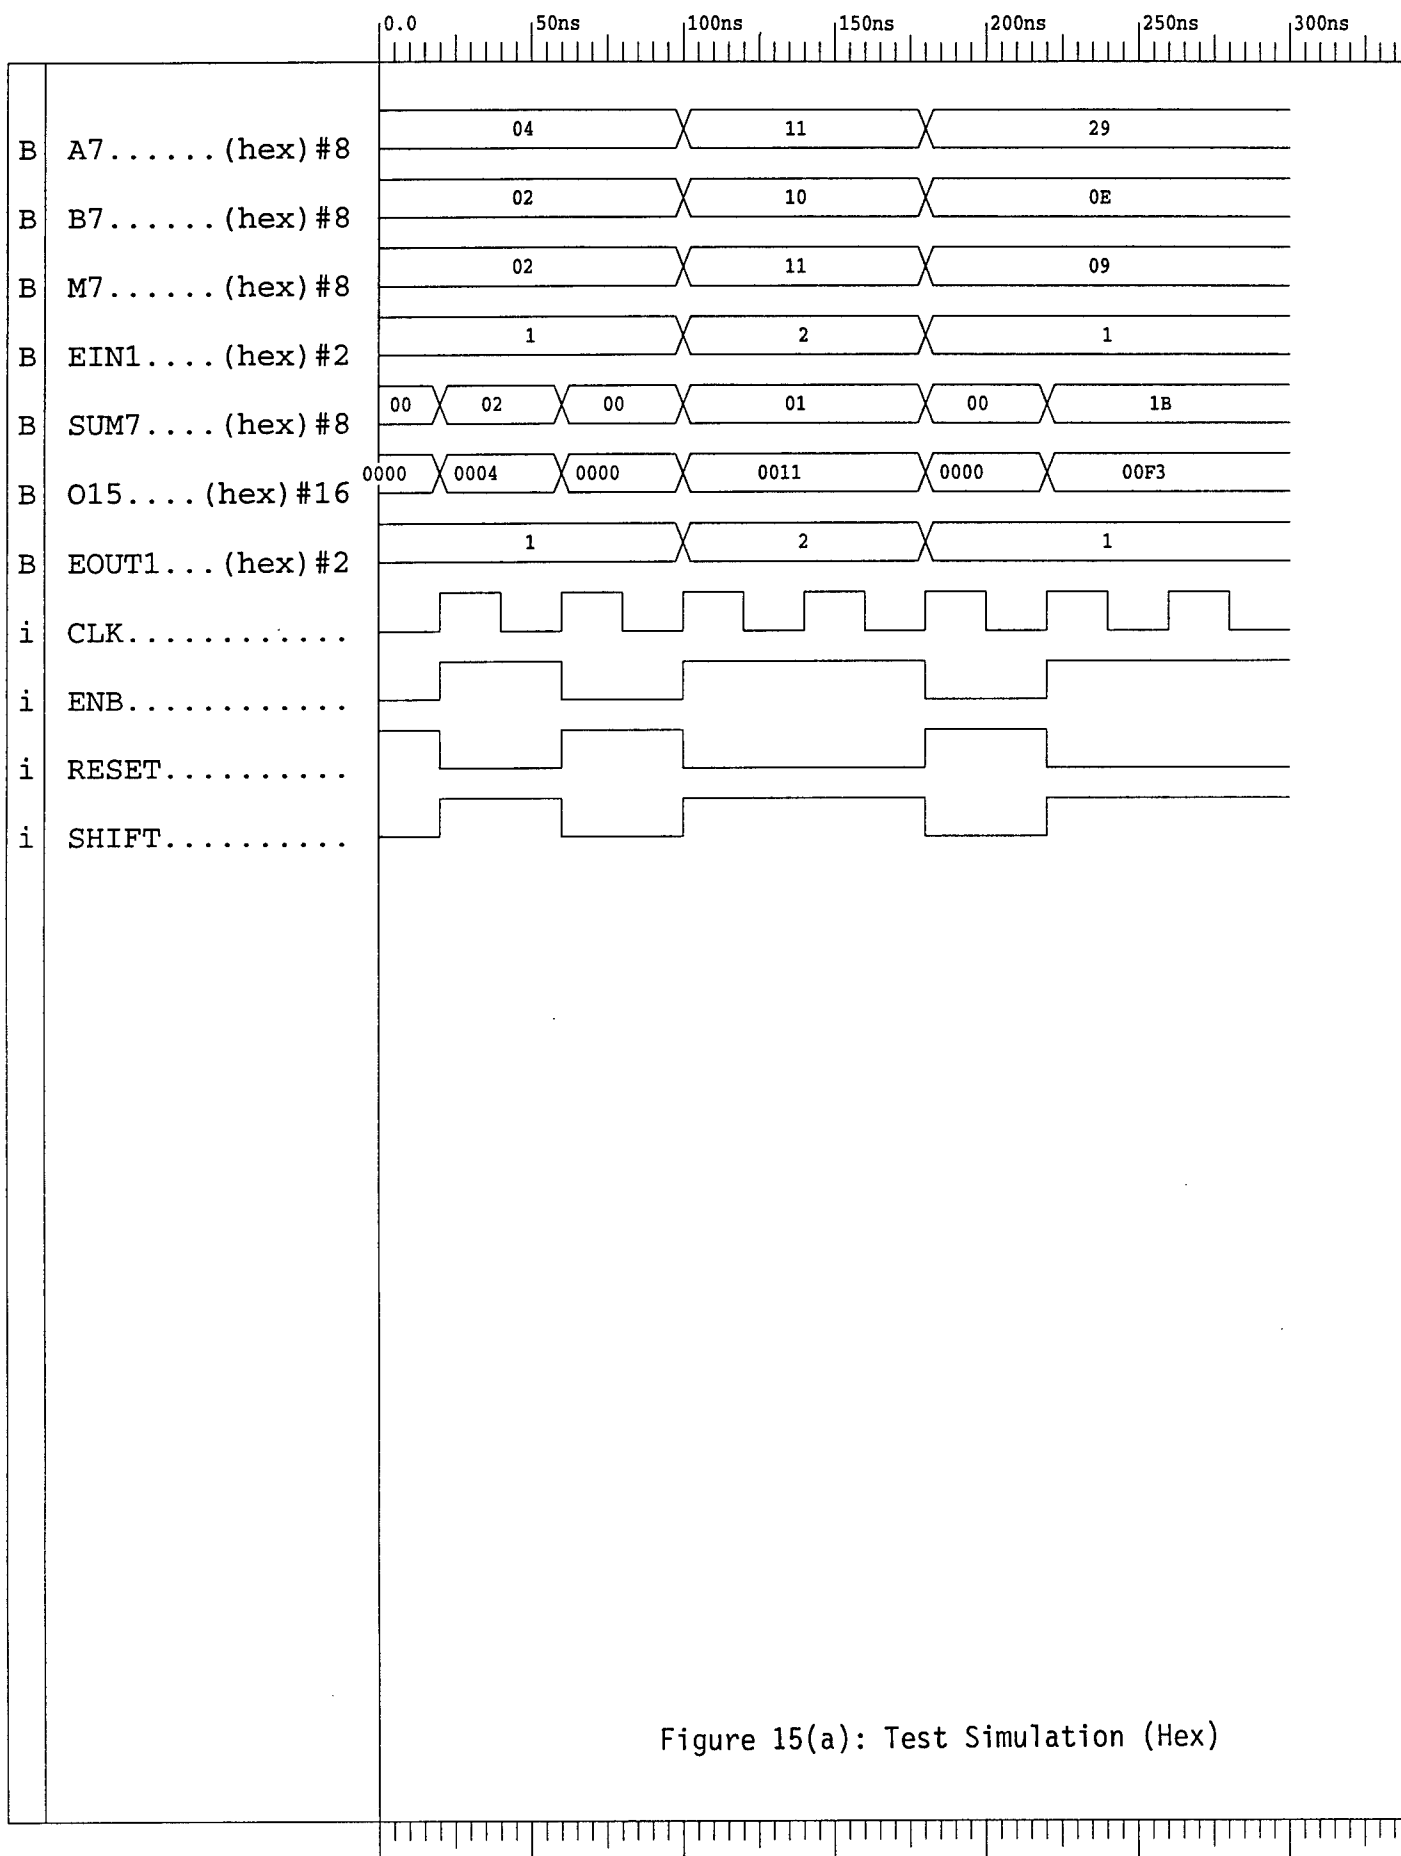 0.0 50ns 100ns 150ns 200ns 250ns 300ns
B A7......(hex)#8 04 11 29
B B7......(hex)#8 02 10 0E
B M7......(hex)#8 02 11 09
B EIN1....(hex)#2 1 2 1
B SUM7....(hex)#8 00 02 00 01 00 1B
B O15....(hex)#16 0000 0004 0000 0011 0000 00F3
B EOUT1...(hex)#2 1 2 1
i CLK............
i ENB............
i RESET..........
i SHIFT..........
Figure 15(a): Test Simulation (Hex)